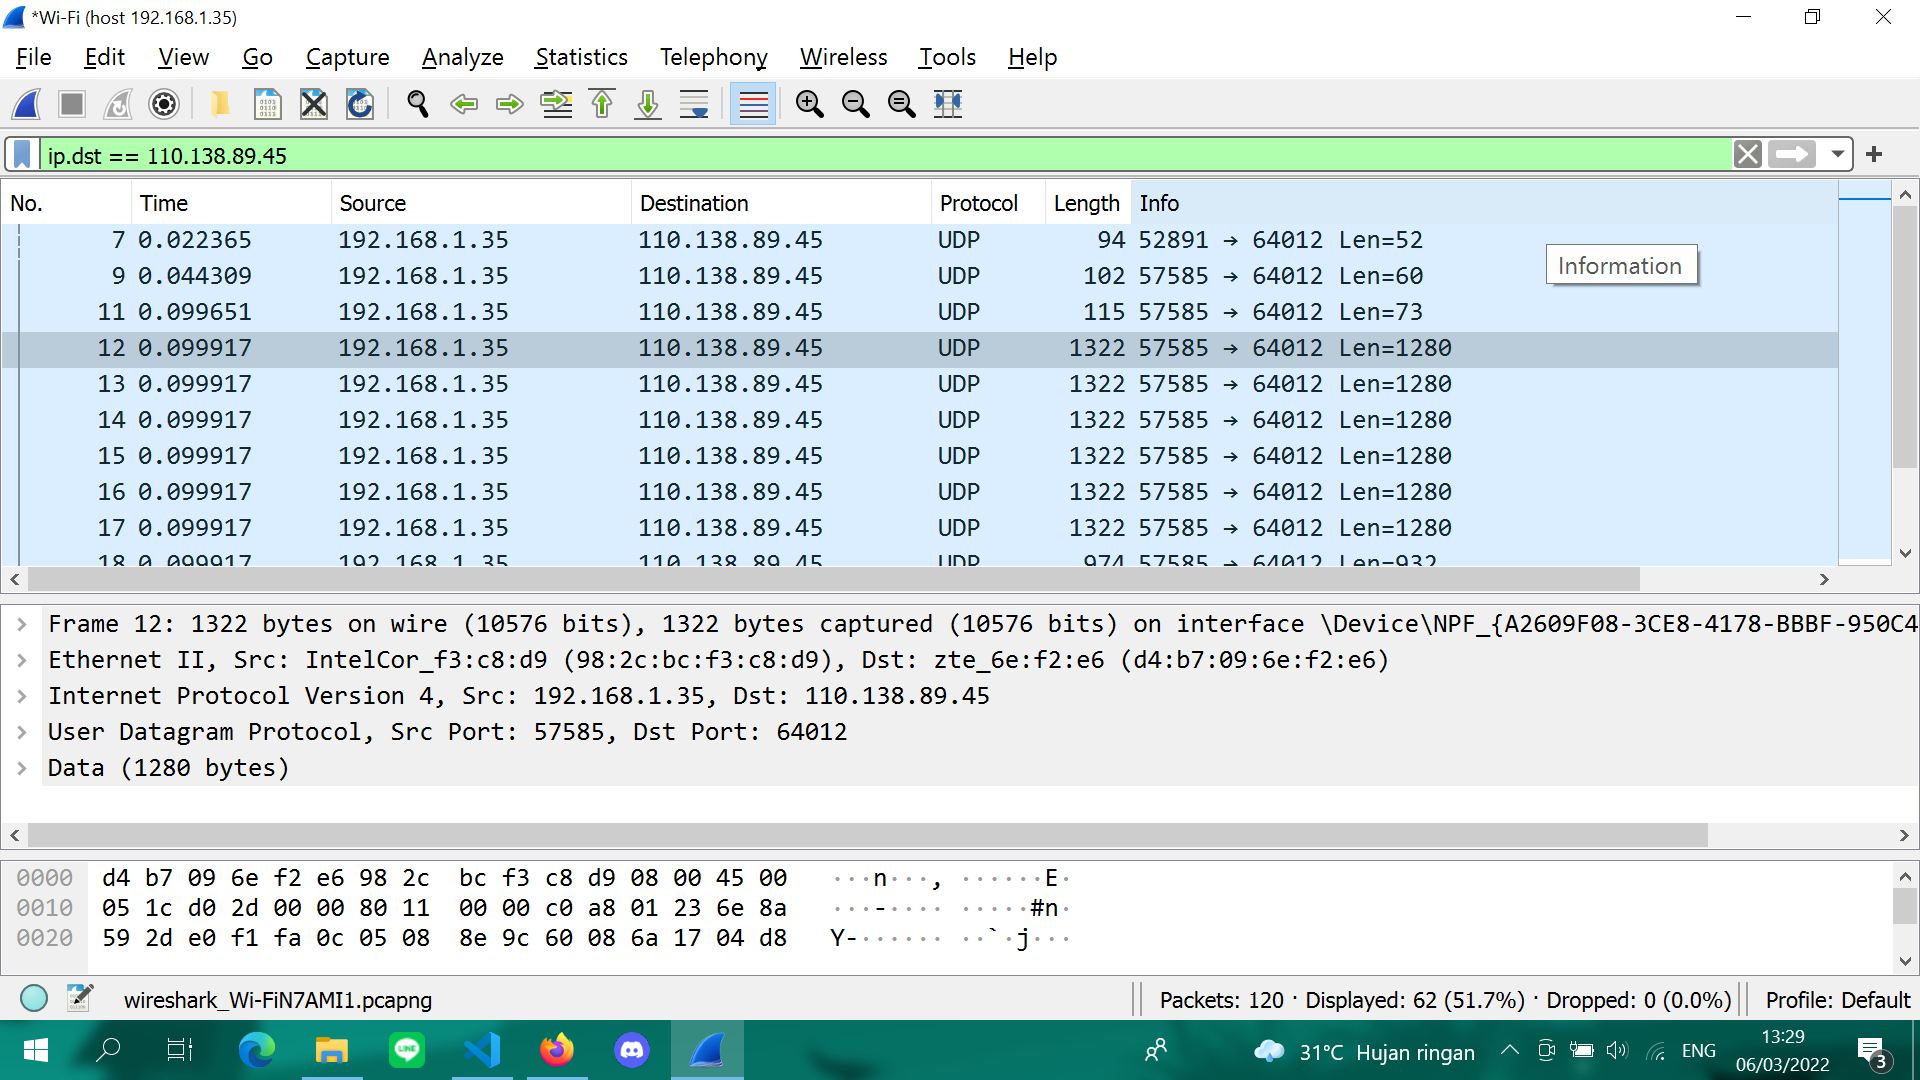 *Wi-Fi (host 192.168.1.35)
File Edit View Go Capture Analyze Statistics Telephony Wireless Tools Help
ip.dst == 110.138.89.45
No. Time Source Destination Protocol Length Info
7 0.022365 192.168.1.35 110.138.89.45 UDP 94 52891 → 64012 Len=52
Information
9 0.044309 192.168.1.35 110.138.89.45 UDP 102 57585 → 64012 Len=60
11 0.099651 192.168.1.35 110.138.89.45 UDP 115 57585 → 64012 Len=73
12 0.099917 192.168.1.35 110.138.89.45 UDP 1322 57585 → 64012 Len=1280
13 0.099917 192.168.1.35 110.138.89.45 UDP 1322 57585 → 64012 Len=1280
14 0.099917 192.168.1.35 110.138.89.45 UDP 1322 57585 → 64012 Len=1280
15 0.099917 192.168.1.35 110.138.89.45 UDP 1322 57585 → 64012 Len=1280
16 0.099917 192.168.1.35 110.138.89.45 UDP 1322 57585 → 64012 Len=1280
17 0.099917 192.168.1.35 110.138.89.45 UDP 1322 57585 → 64012 Len=1280
18 0.099917 192.168.1.35 110.138.89.45 UDP 974 57585 → 64012 Len=932
Frame 12: 1322 bytes on wire (10576 bits), 1322 bytes captured (10576 bits) on interface \Device\NPF_{A2609F08-3CE8-4178-BBBF-950C4
Ethernet II, Src: IntelCor_f3:c8:d9 (98:2c:bc:f3:c8:d9), Dst: zte_6e:f2:e6 (d4:b7:09:6e:f2:e6)
Internet Protocol Version 4, Src: 192.168.1.35, Dst: 110.138.89.45
User Datagram Protocol, Src Port: 57585, Dst Port: 64012
Data (1280 bytes)
0000 d4 b7 09 6e f2 e6 98 2c bc f3 c8 d9 08 00 45 00 ···n···, ······E·
0010 05 1c d0 2d 00 00 80 11 00 00 c0 a8 01 23 6e 8a ···-···· ·····#n·
0020 59 2d e0 f1 fa 0c 05 08 8e 9c 60 08 6a 17 04 d8 Y-······ ··`·j···
wireshark_Wi-FiN7AMI1.pcapng Packets: 120 · Displayed: 62 (51.7%) · Dropped: 0 (0.0%) Profile: Default
LINE
31°C Hujan ringan ENG
13:29
06/03/2022
3